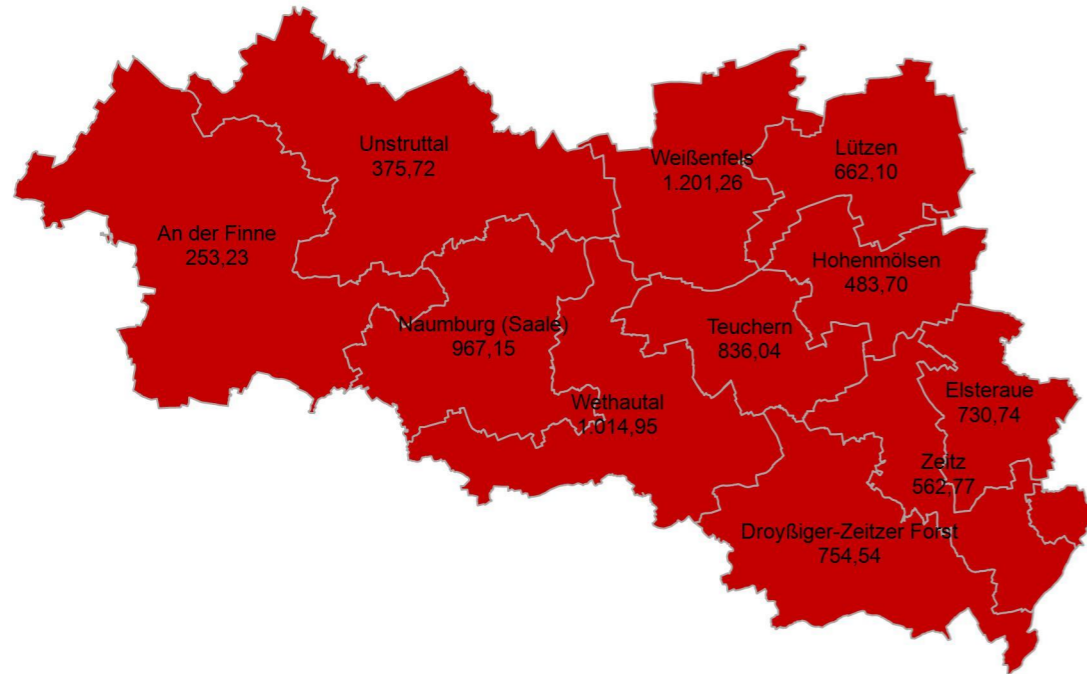 Unstruttal
375,72
Weißenfels
1.201,26
Lützen
662,10
An der Finne
253,23
Hohenmölsen
483,70
Naumburg (Saale)
967,15
Teuchern
836,04
Elsteraue
730,74
Wethautal
1.014,95
Zeitz
562,77
Droyßiger-Zeitzer Forst
754,54